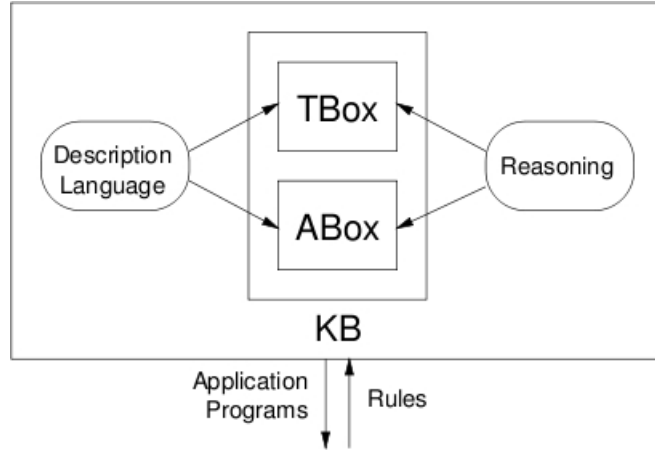 TBox
Description
Language
Reasoning
ABox
KB
Application
Programs
Rules